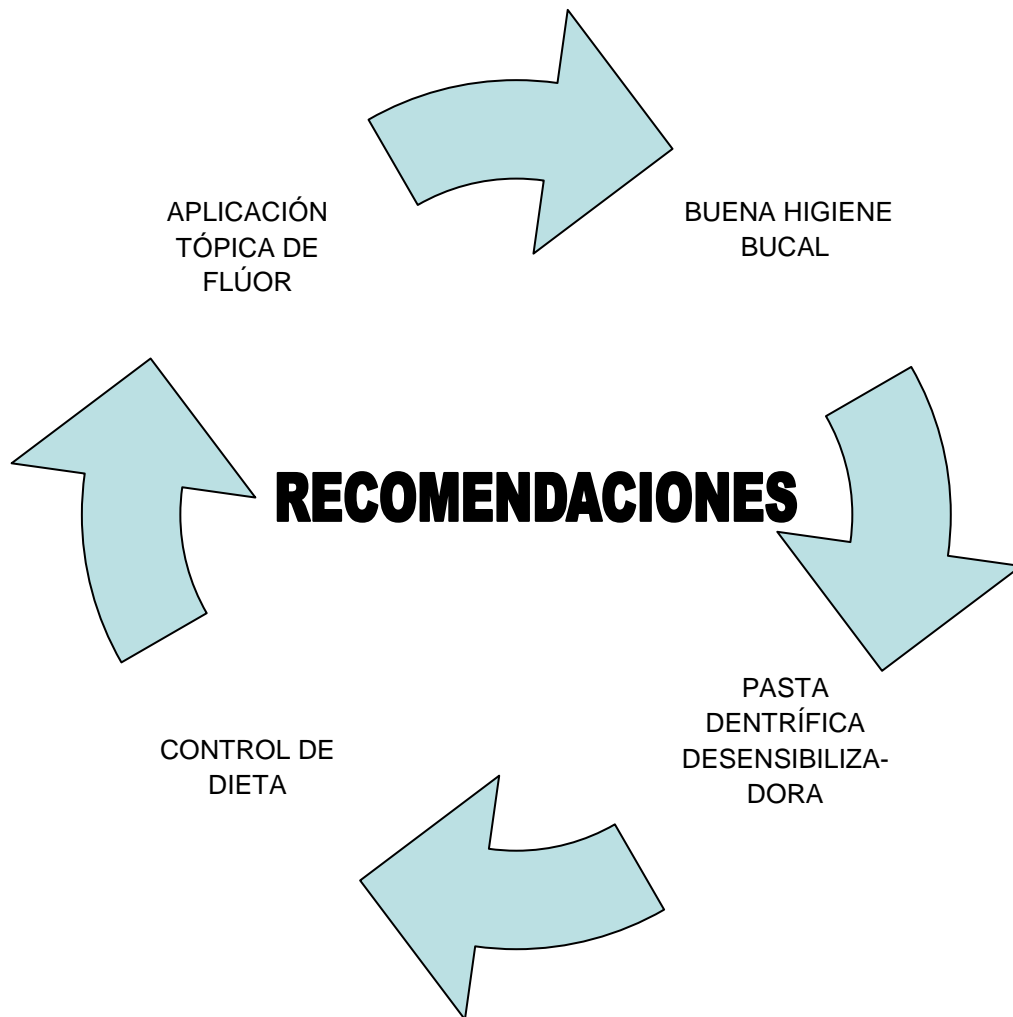 APLICACIÓN
TÓPICA DE
FLÚOR
BUENA HIGIENE
BUCAL
RECOMENDACIONES
PASTA
DENTRÍFICA
DESENSIBILIZA-
DORA
CONTROL DE
DIETA